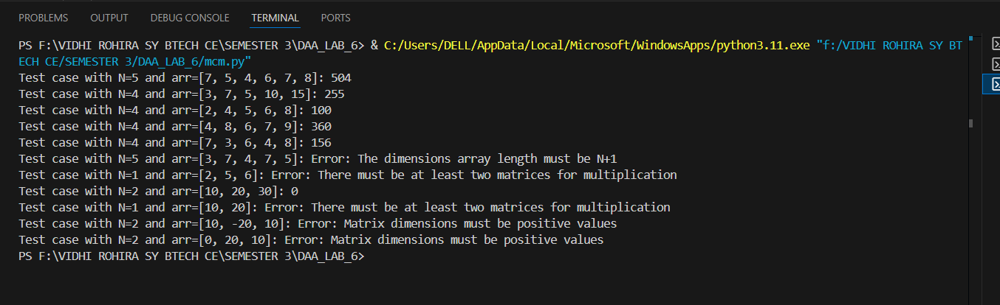 PROBLEMS OUTPUT DEBUG CONSOLE TERMINAL PORTS
PS F:\VIDHI ROHIRA SY BTECH CE\SEMESTER 3\DAA_LAB_6> & C:/Users/DELL/AppData/Local/Microsoft/WindowsApps/python3.11.exe "f:/VIDHI ROHIRA SY BT
ECH CE/SEMESTER 3/DAA_LAB_6/mcm.py"
Test case with N=5 and arr=[7, 5, 4, 6, 7, 8]: 504
Test case with N=4 and arr=[3, 7, 5, 10, 15]: 255
Test case with N=4 and arr=[2, 4, 5, 6, 8]: 100
Test case with N=4 and arr=[4, 8, 6, 7, 9]: 360
Test case with N=4 and arr=[7, 3, 6, 4, 8]: 156
Test case with N=5 and arr=[3, 7, 4, 7, 5]: Error: The dimensions array length must be N+1
Test case with N=1 and arr=[2, 5, 6]: Error: There must be at least two matrices for multiplication
Test case with N=2 and arr=[10, 20, 30]: 0
Test case with N=1 and arr=[10, 20]: Error: There must be at least two matrices for multiplication
Test case with N=2 and arr=[10, -20, 10]: Error: Matrix dimensions must be positive values
Test case with N=2 and arr=[0, 20, 10]: Error: Matrix dimensions must be positive values
PS F:\VIDHI ROHIRA SY BTECH CE\SEMESTER 3\DAA_LAB_6>